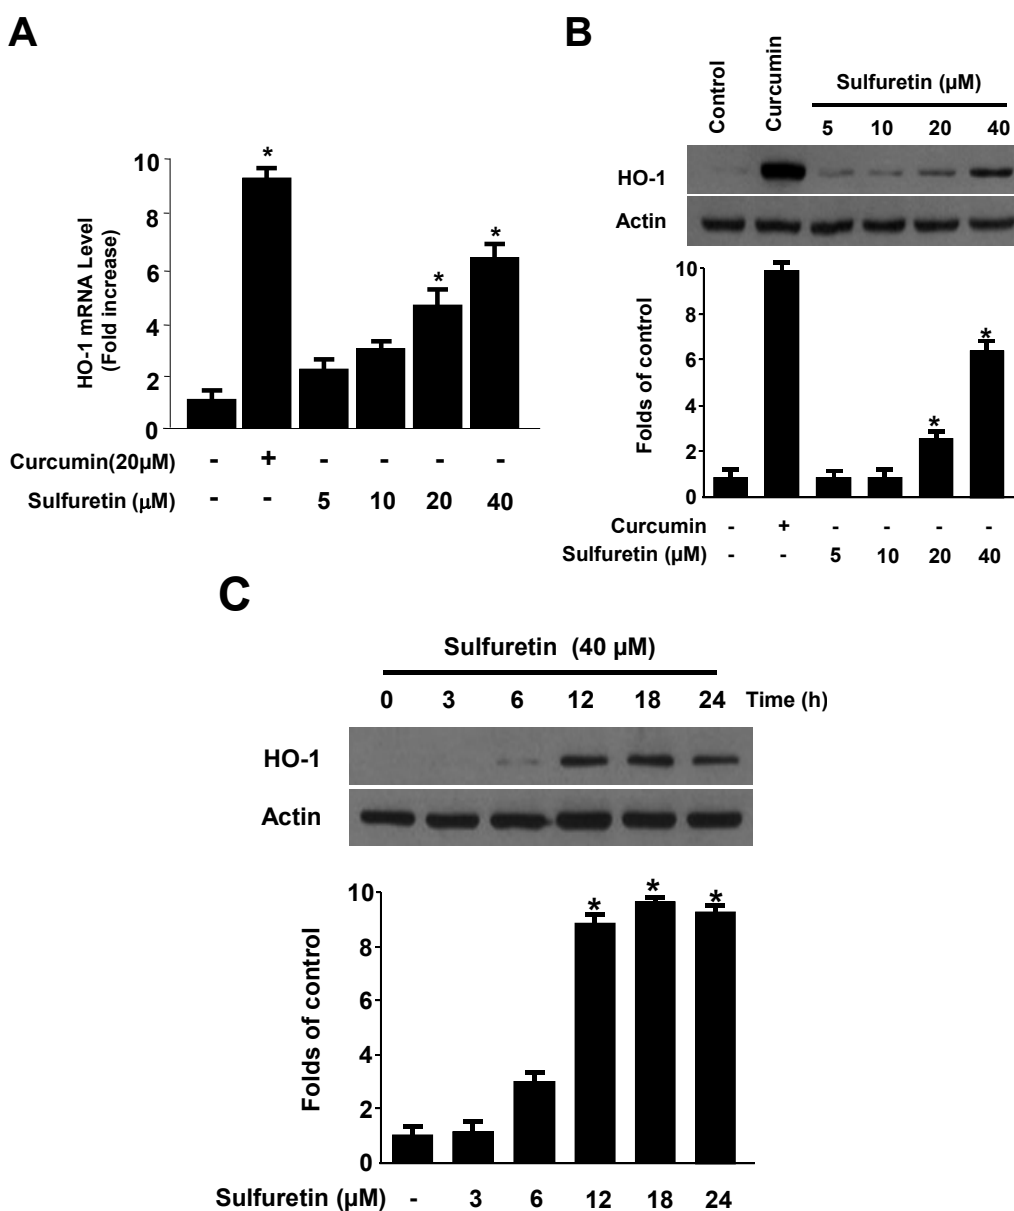 A
10
8
6
4
2
0
HO-1 mRNA Level
(Fold increase)
* * *
Curcumin(20µM) - + - - - -
Sulfuretin (µM) - - 5 10 20 40
B
Control Curcumin Sulfuretin (µM)
5 10 20 40
HO-1
Actin
10
8
6
4
2
0
Folds of control
* *
Curcumin - + - - - -
Sulfuretin (µM) - - 5 10 20 40
C
Sulfuretin (40 µM)
0 3 6 12 18 24 Time (h)
HO-1
Actin
10
8
6
4
2
0
Folds of control
* * *
Sulfuretin (µM) - 3 6 12 18 24